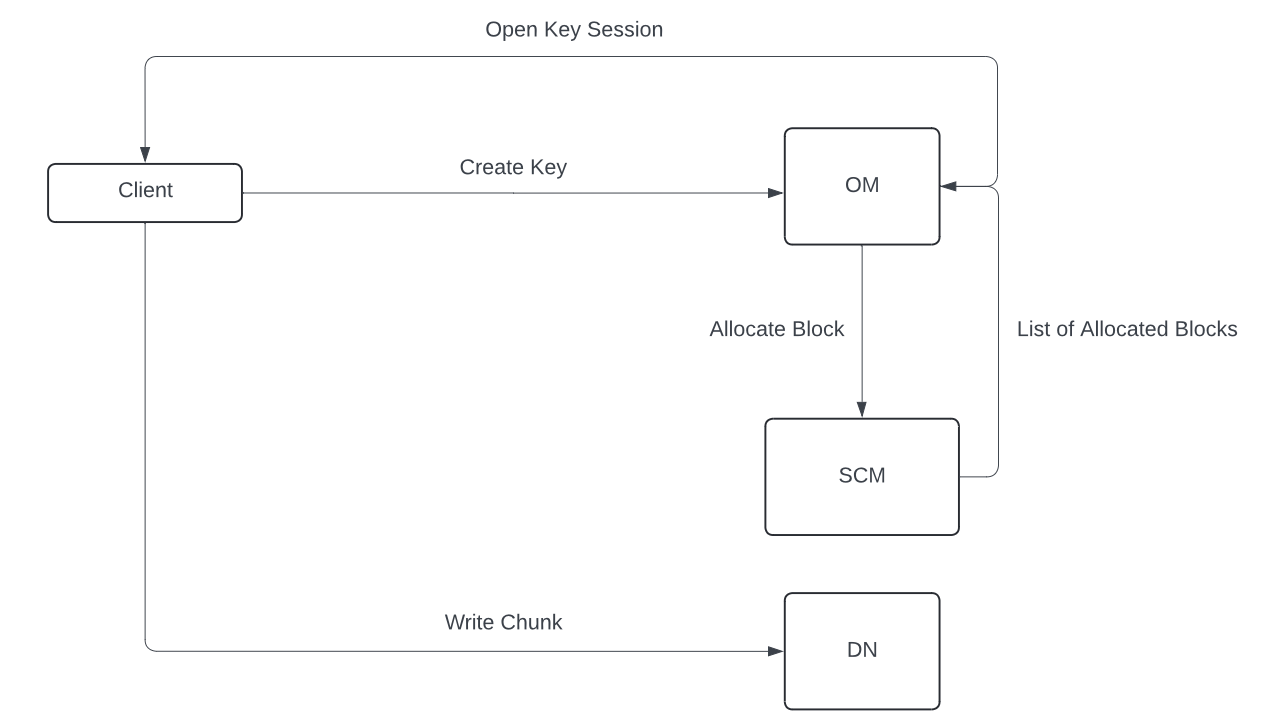 Open Key Session
Create Key
Client
OM
Allocate Block
List of Allocated Blocks
SCM
Write Chunk
DN